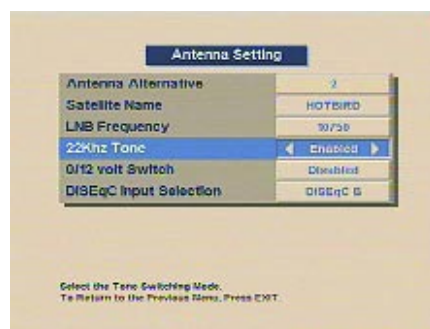 Antenna Setting
Antenna Alternative 2
Satellite Name HOTBIRD
LNB Frequency 10750
22Khz Tone Enabled
0/12 volt Switch Disabled
DISEqC Input Selection DISEqC B
Select the Tone Switching Mode.
To Return to the Previous Menu, Press EXIT.